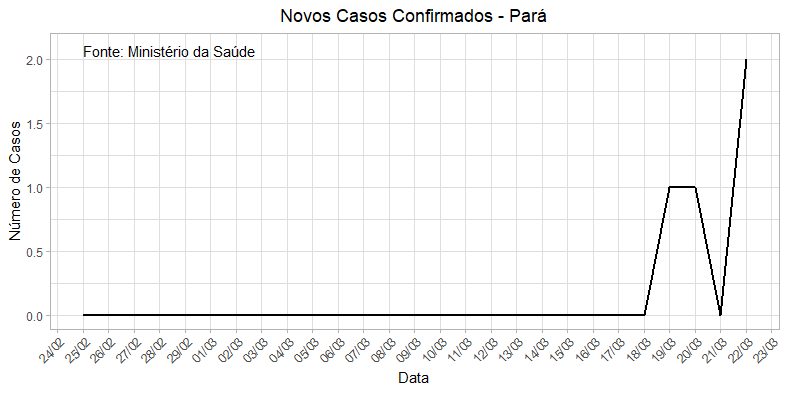 Novos Casos Confirmados - Pará
Fonte: Ministério da Saúde
Número de Casos
2.0
1.5
1.0
0.5
0.0
24/02 25/02 26/02 27/02 28/02 29/02 01/03 02/03 03/03 04/03 05/03 06/03 07/03 08/03 09/03 10/03 11/03 12/03 13/03 14/03 15/03 16/03 17/03 18/03 19/03 20/03 21/03 22/03 23/03
Data